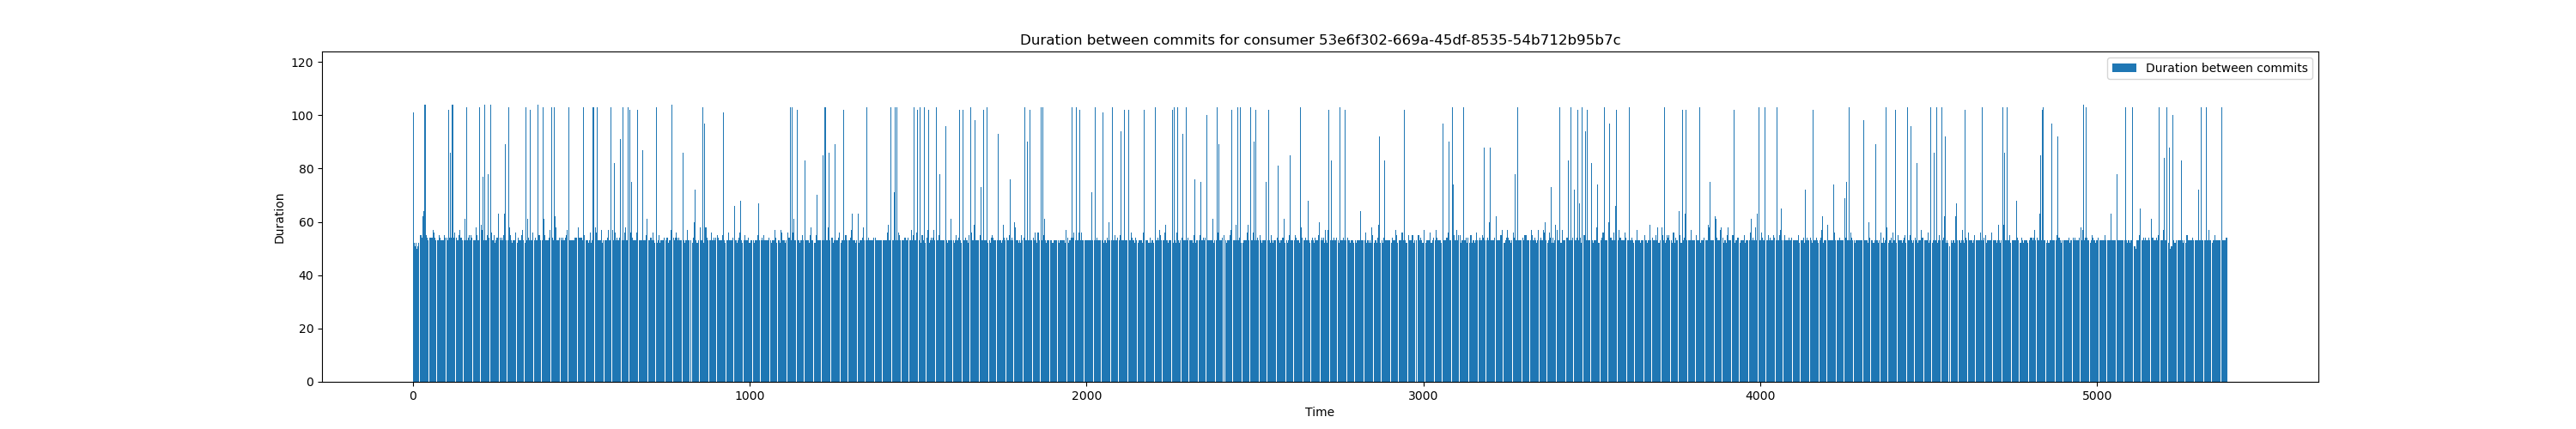 Duration between commits for consumer 53e6f302-669a-45df-8535-54b712b95b7c
Duration between commits
120
100
80
60
40
20
0
Duration
0 1000 2000 3000 4000 5000
Time